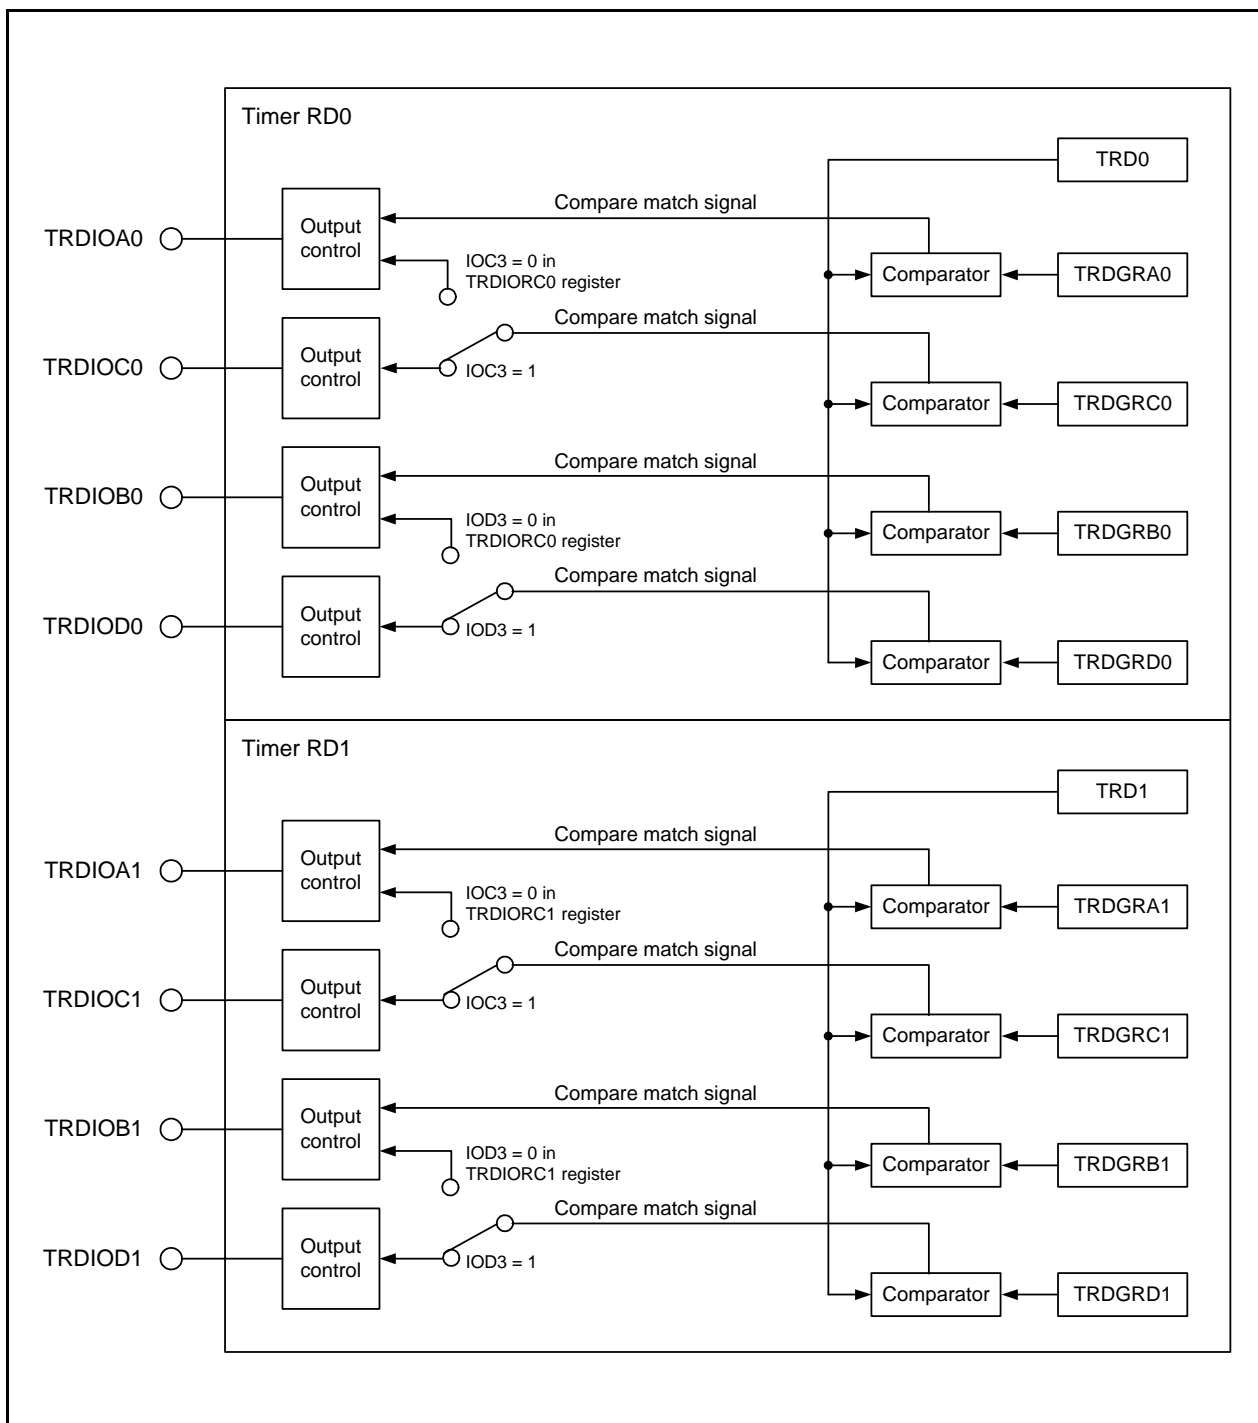 Timer RD0
TRD0
Compare match signal
TRDIOA0
Output
control
IOC3 = 0 in
TRDIORC0 register
Comparator
TRDGRA0
Compare match signal
TRDIOC0
Output
control
IOC3 = 1
Comparator
TRDGRC0
Compare match signal
TRDIOB0
Output
control
IOD3 = 0 in
TRDIORC0 register
Comparator
TRDGRB0
Compare match signal
TRDIOD0
Output
control
IOD3 = 1
Comparator
TRDGRD0
Timer RD1
TRD1
Compare match signal
TRDIOA1
Output
control
IOC3 = 0 in
TRDIORC1 register
Comparator
TRDGRA1
Compare match signal
TRDIOC1
Output
control
IOC3 = 1
Comparator
TRDGRC1
Compare match signal
TRDIOB1
Output
control
IOD3 = 0 in
TRDIORC1 register
Comparator
TRDGRB1
Compare match signal
TRDIOD1
Output
control
IOD3 = 1
Comparator
TRDGRD1